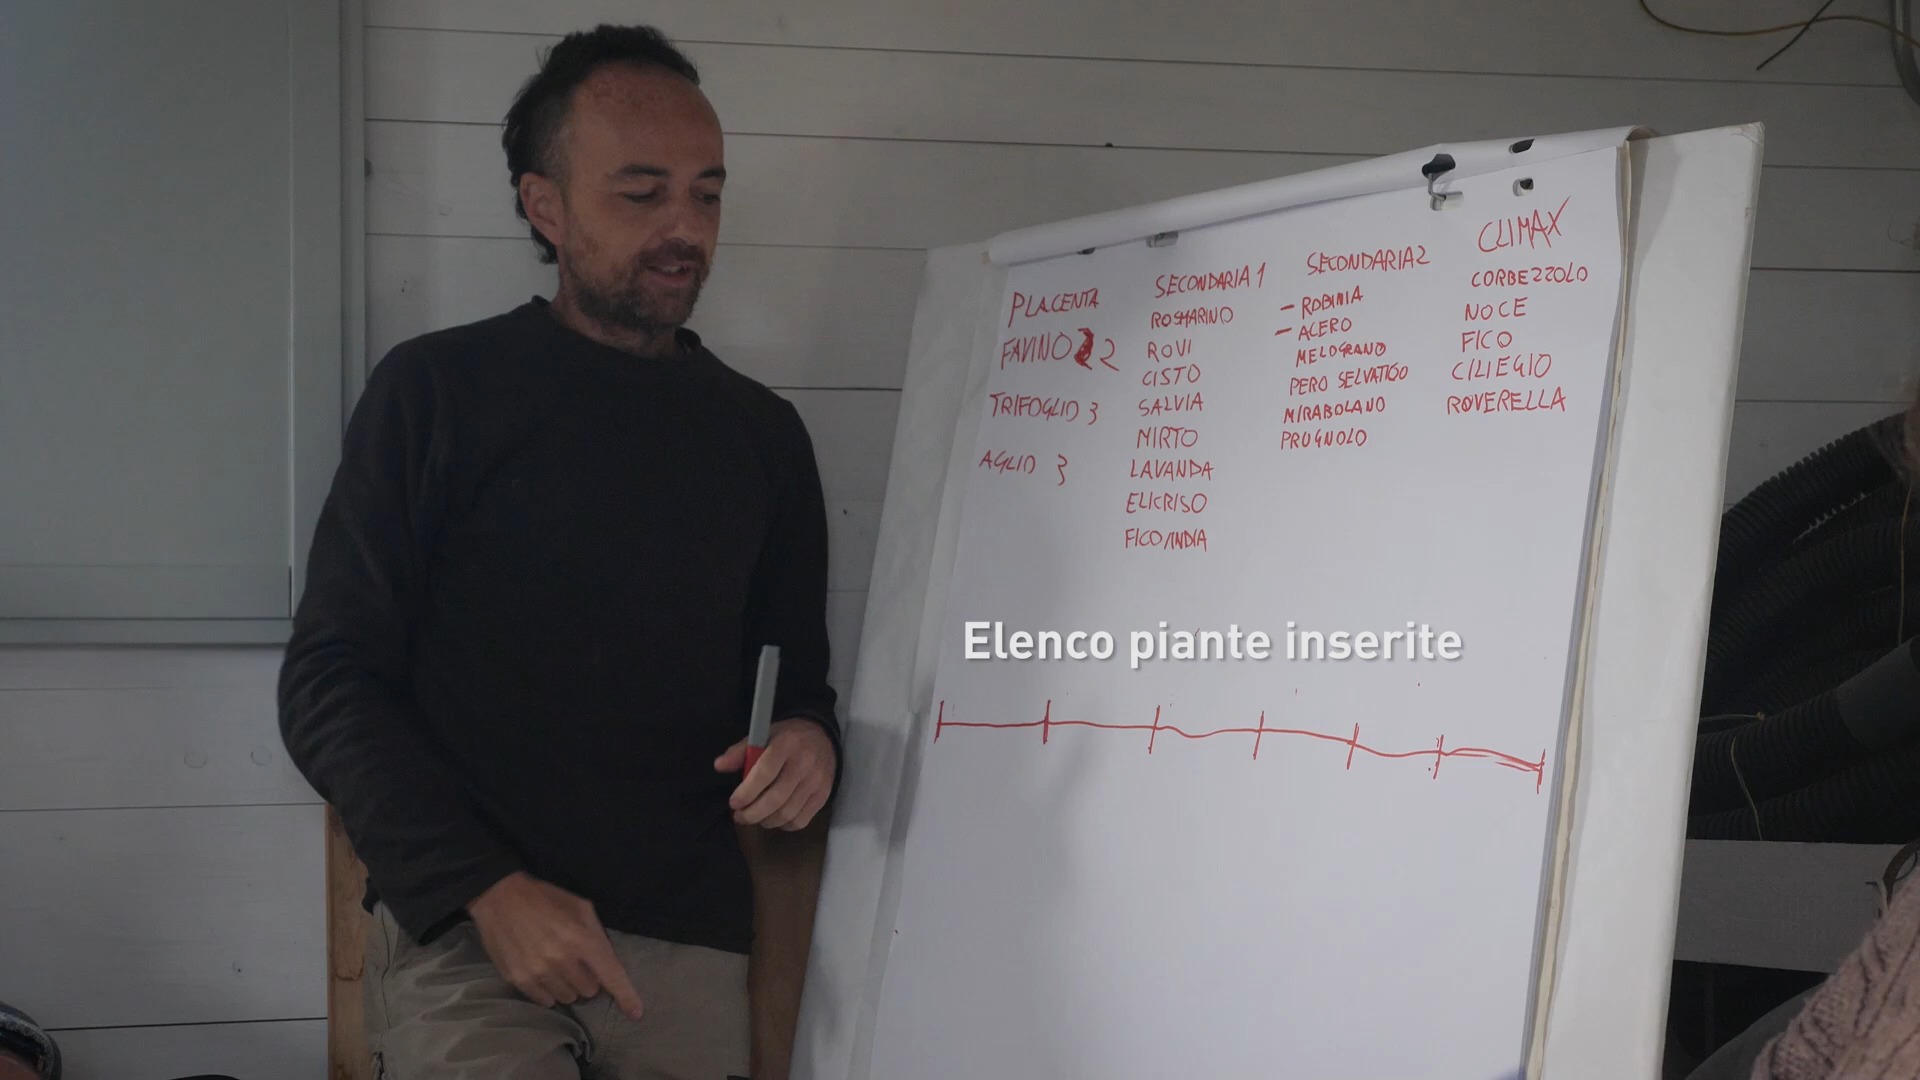 PLACENTA
FAVINO 2
TRIFOGLIO 3
AGLIO 3
SECONDARIA 1
ROSMARINO
ROVI
CISTO
SALVIA
MIRTO
LAVANDA
ELICRISO
FICO/INDIA
SECONDARIA 2
- ROBINIA
- ACERO
MELOGRANO
PERO SELVATICO
MIRABOLANO
PRUGNOLO
CLIMAX
CORBEZZOLO
NOCE
FICO
CILIEGIO
ROVERELLA
Elenco piante inserite